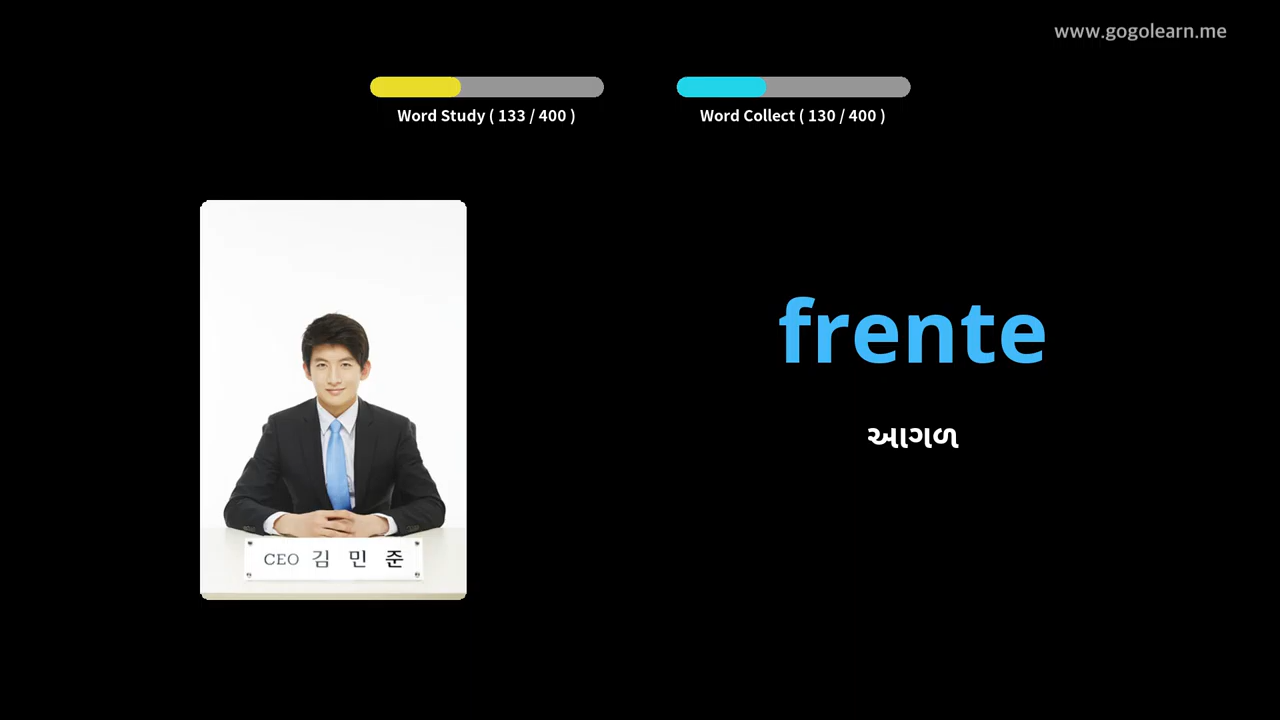 www.gogolearn.me
Word Study ( 133 / 400 )
Word Collect ( 130 / 400 )
frente
આગળ
CEO 김 민 준